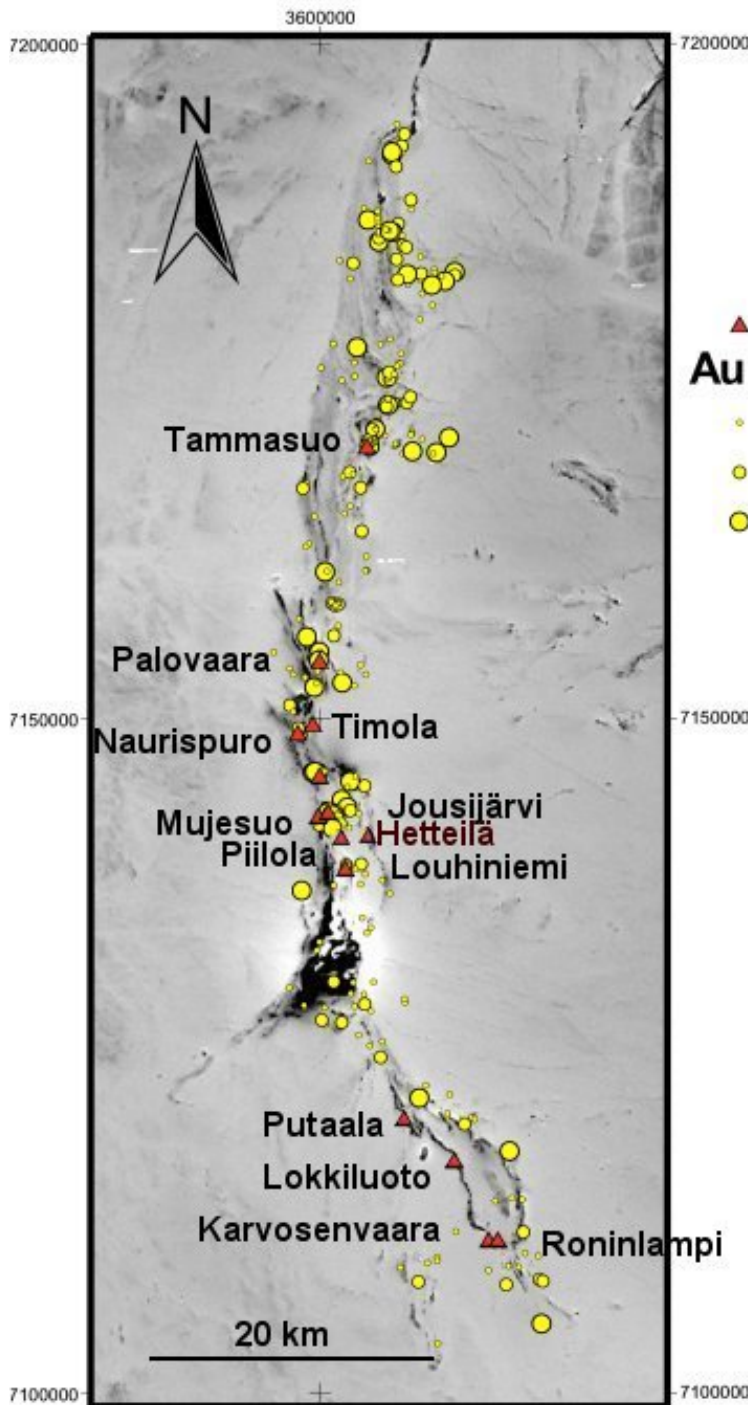 3600000
7200000
7200000
N
Au
Tammasuo
Palovaara
7150000
7150000
Timola
Naurispuro
Jousijärvi
Mujesuo
Hetteilä
Piilola
Louhiniemi
Putaala
Lokkiluoto
Karvosenvaara
Roninlampi
20 km
7100000
7100000